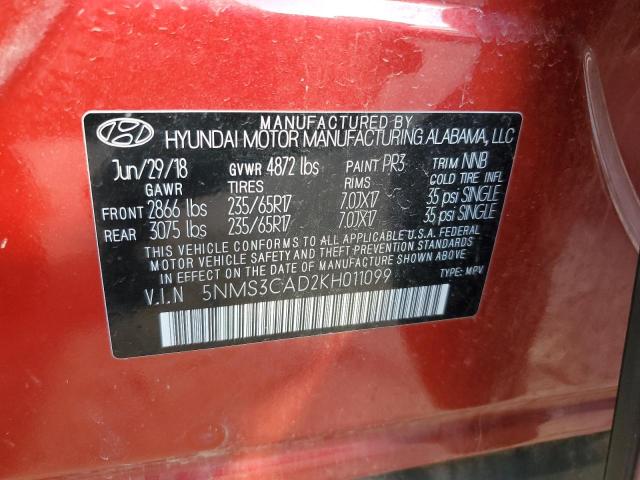 MANUFACTURED BY
HYUNDAI MOTOR MANUFACTURING ALABAMA, LLC
Jun/29/18 GVWR 4872 lbs PAINT PR3 TRIM NNB
GAWR TIRES RIMS COLD TIRE INFL
FRONT 2866 lbs 235/65R17 7.0JX17 35 psi SINGLE
REAR 3075 lbs 235/65R17 7.0JX17 35 psi SINGLE
THIS VEHICLE CONFORMS TO ALL APPLICABLE U.S.A. FEDERAL
MOTOR VEHICLE SAFETY AND THEFT PREVENTION STANDARDS
IN EFFECT ON THE DATE OF MANUFACTURE SHOWN ABOVE.
V.I.N 5NMS3CAD2KH011099 TYPE: MPV